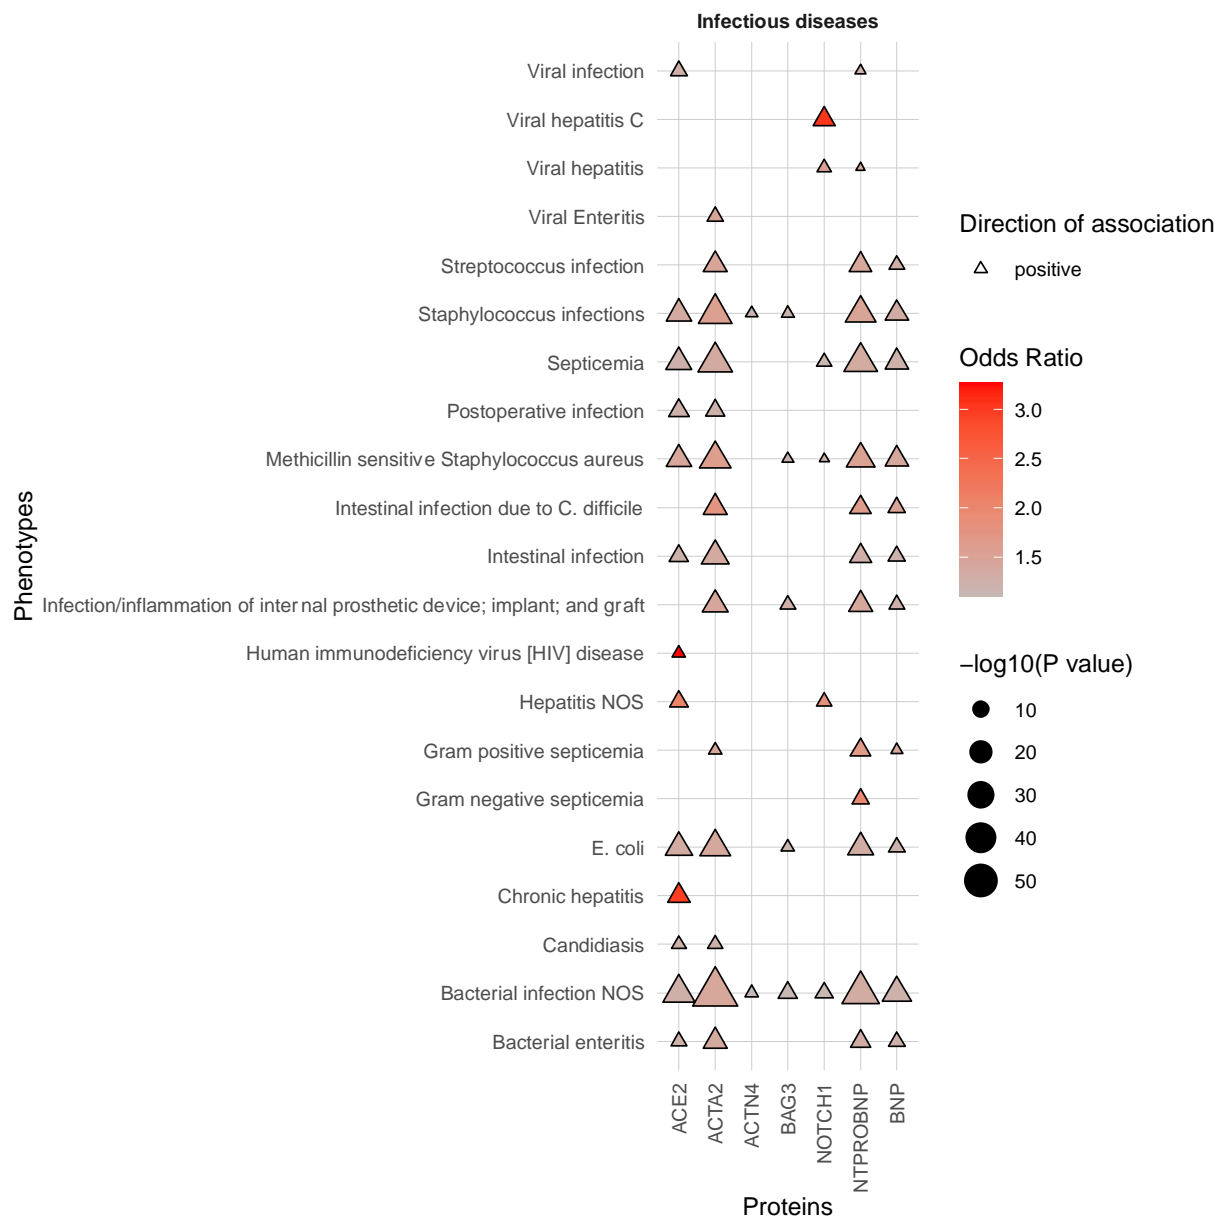 Infectious diseases
Viral infection
Viral hepatitis C
Viral hepatitis
Viral Enteritis
Streptococcus infection
Staphylococcus infections
Septicemia
Postoperative infection
Methicillin sensitive Staphylococcus aureus
Intestinal infection due to C. difficile
Intestinal infection
Infection/inflammation of internal prosthetic device; implant; and graft
Human immunodeficiency virus [HIV] disease
Hepatitis NOS
Gram positive septicemia
Gram negative septicemia
E. coli
Chronic hepatitis
Candidiasis
Bacterial infection NOS
Bacterial enteritis
Phenotypes
ACE2
ACTA2
ACTN4
BAG3
NOTCH1
NTPROBNP
BNP
Proteins
Direction of association
positive
Odds Ratio
3.0
2.5
2.0
1.5
−log10(P value)
10
20
30
40
50